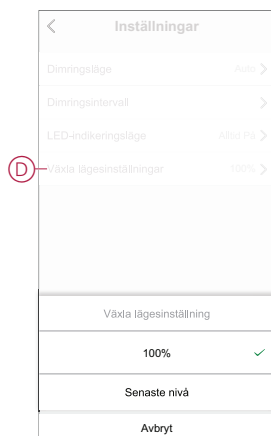 Inställningar
Dimringsläge Auto
Dimringsintervall
LED-indikeringsläge Alltid På
D Växla lägesinställningar 100%
Växla lägesinställning
100%
Senaste nivå
Avbryt